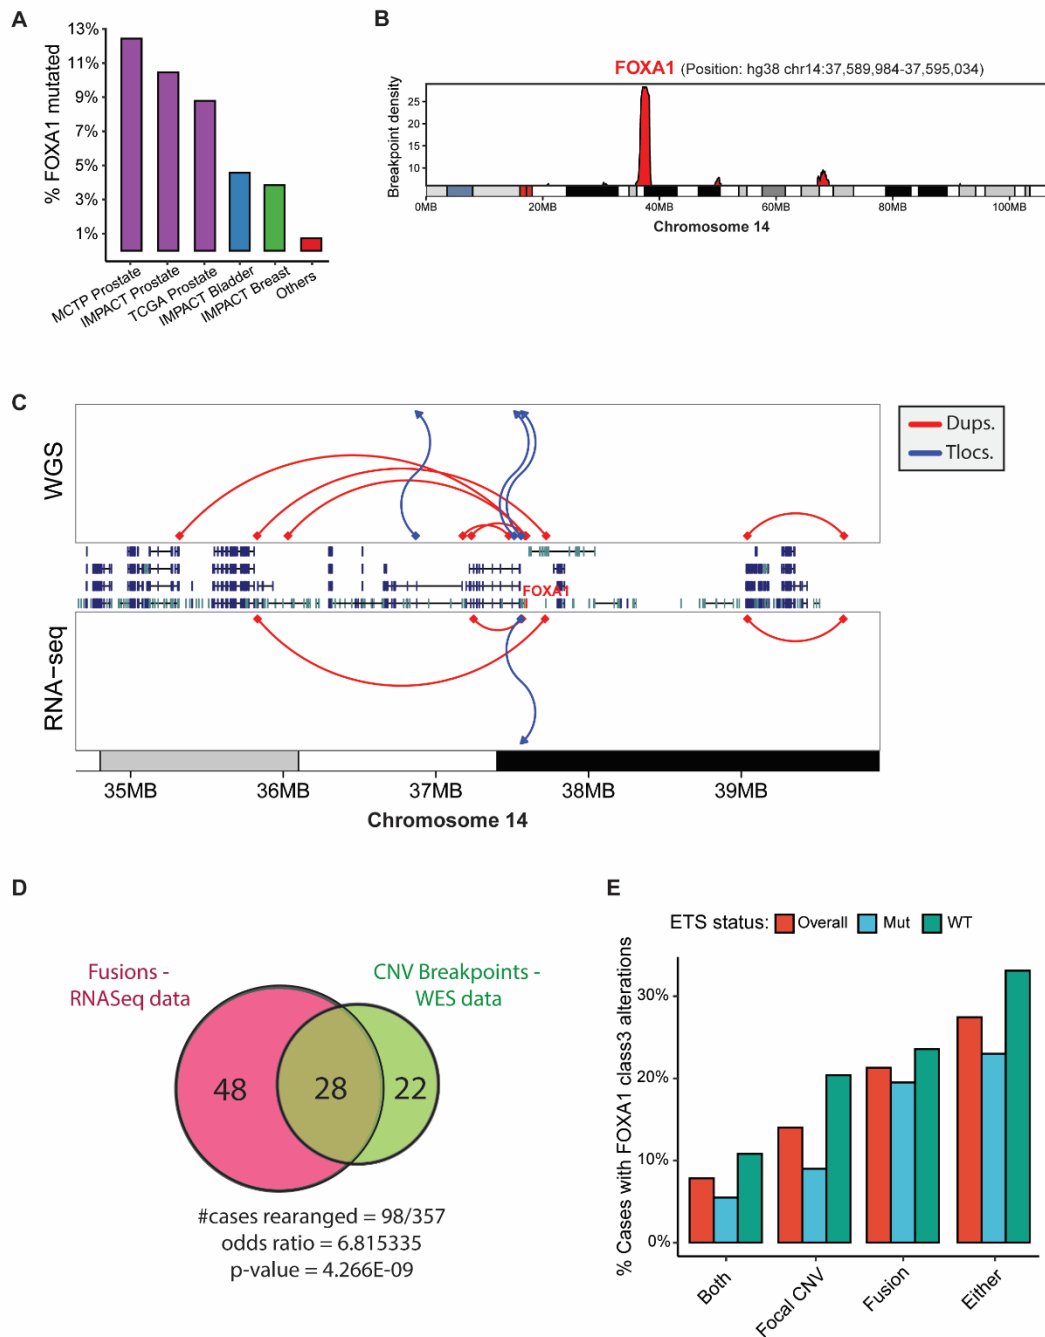 A
% FOXA1 mutated
13%
11%
9%
7%
5%
3%
1%
MCTP Prostate
IMPACT Prostate
TCGA Prostate
IMPACT Bladder
IMPACT Breast
Others
B
FOXA1 (Position: hg38 chr14:37,589,984-37,595,034)
Breakpoint density
25
20
15
10
0MB 20MB 40MB 60MB 80MB 100MB
Chromosome 14
C
WGS
Dups.
Tlocs.
FOXA1
RNA-seq
35MB 36MB 37MB 38MB 39MB
Chromosome 14
D
Fusions -
RNASeq data
CNV Breakpoints -
WES data
48 28 22
#cases rearanged = 98/357
odds ratio = 6.815335
p-value = 4.266E-09
E
ETS status: Overall Mut WT
% Cases with FOXA1 class3 alterations
30%
20%
10%
0%
Both
Focal CNV
Fusion
Either